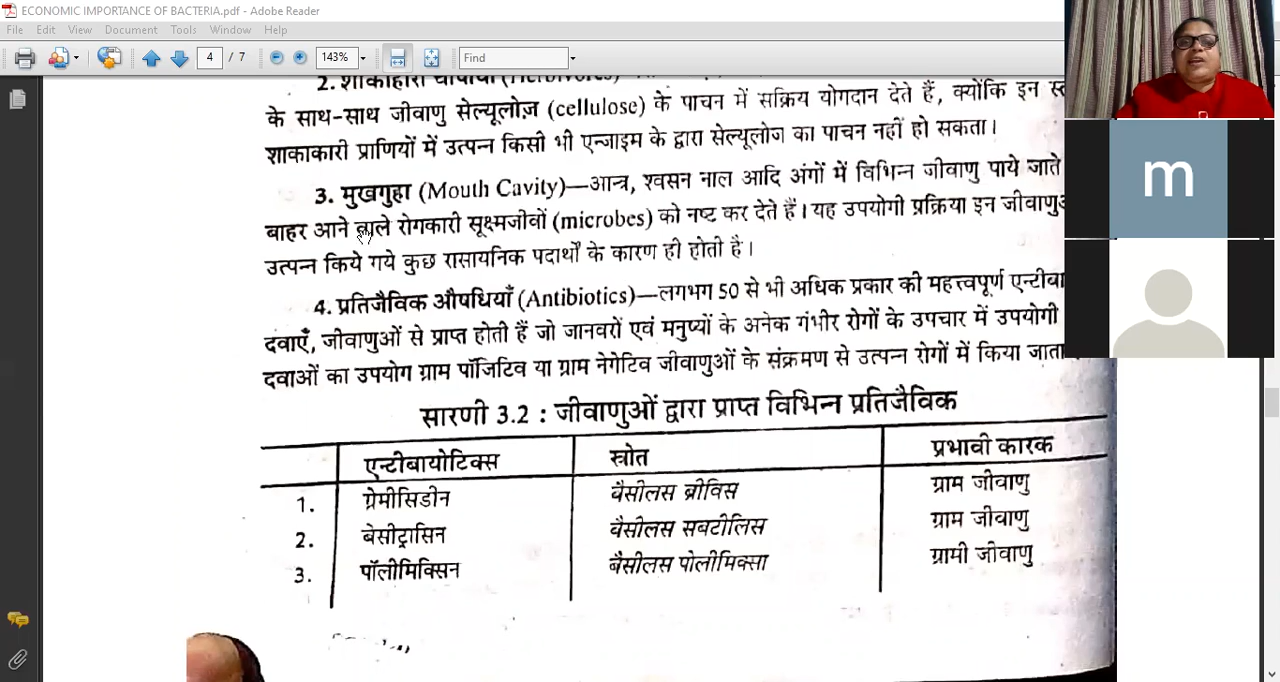 ECONOMIC IMPORTANCE OF BACTERIA.pdf - Adobe Reader
File Edit View Document Tools Window Help
4 / 7 143% Find
2. शाकाहारी
के साथ-साथ जीवाणु सेल्यूलोज़ (cellulose) के पाचन में सक्रिय योगदान देते हैं, क्योंकि इन
शाकाकारी प्राणियों में उत्पन्न किसी भी एन्जाइम के द्वारा सेल्यूलोज का पाचन नहीं हो सकता।
3. मुखगुहा (Mouth Cavity)—आन्त्र, श्वसन नाल आदि अंगों में विभिन्न जीवाणु पाये जाते
बाहर आने वाले रोगकारी सूक्ष्मजीवों (microbes) को नष्ट कर देते हैं। यह उपयोगी प्रक्रिया इन
उत्पन्न किये गये कुछ रासायनिक पदार्थों के कारण ही होती है।
4. प्रतिजैविक औषधियाँ (Antibiotics)—लगभग 50 से भी अधिक प्रकार की महत्त्वपूर्ण
दवाएँ, जीवाणुओं से प्राप्त होती हैं जो जानवरों एवं मनुष्यों के अनेक गंभीर रोगों के उपचार में उपयोगी
दवाओं का उपयोग ग्राम पॉजिटिव या ग्राम नेगेटिव जीवाणुओं के संक्रमण से उत्पन्न रोगों में किया जाता
सारणी 3.2 : जीवाणुओं द्वारा प्राप्त विभिन्न प्रतिजैविक
एन्टीबायोटिक्स स्रोत प्रभावी कारक
1. ग्रेमीसिडीन बैसीलस ब्रीविस ग्राम जीवाणु
2. बेसीट्रासिन बैसीलस सबटीलिस ग्राम जीवाणु
3. पॉलीमिक्सिन बैसीलस पोलीमिक्सा ग्रामी जीवाणु
m